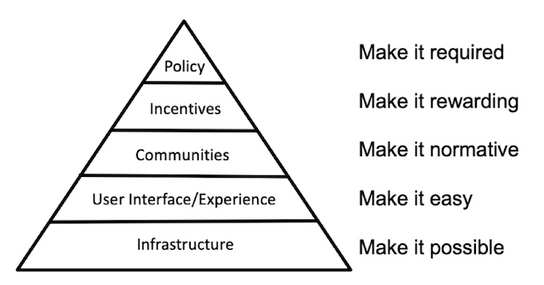 Policy
Make it required
Incentives
Make it rewarding
Communities
Make it normative
User Interface/Experience
Make it easy
Infrastructure
Make it possible